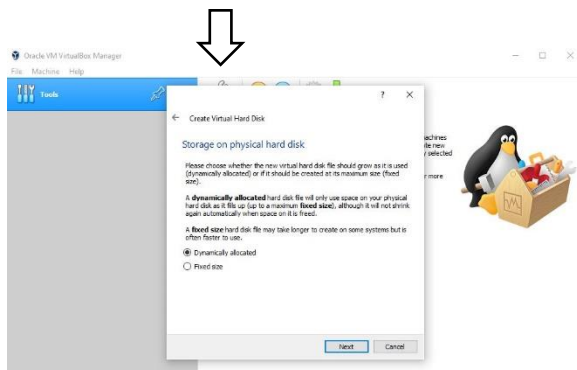 Oracle VM VirtualBox Manager
File Machine Help
Tools
? ×
← Create Virtual Hard Disk
Storage on physical hard disk
Please choose whether the new virtual hard disk file should grow as it is used
(dynamically allocated) or if it should be created at its maximum size (fixed
size).
A dynamically allocated hard disk file will only use space on your physical
hard disk as it fills up (up to a maximum fixed size), although it will not shrink
again automatically when space on it is freed.
A fixed size hard disk file may take longer to create on some systems but is
often faster to use.
Dynamically allocated
Fixed size
Next Cancel
selected
more